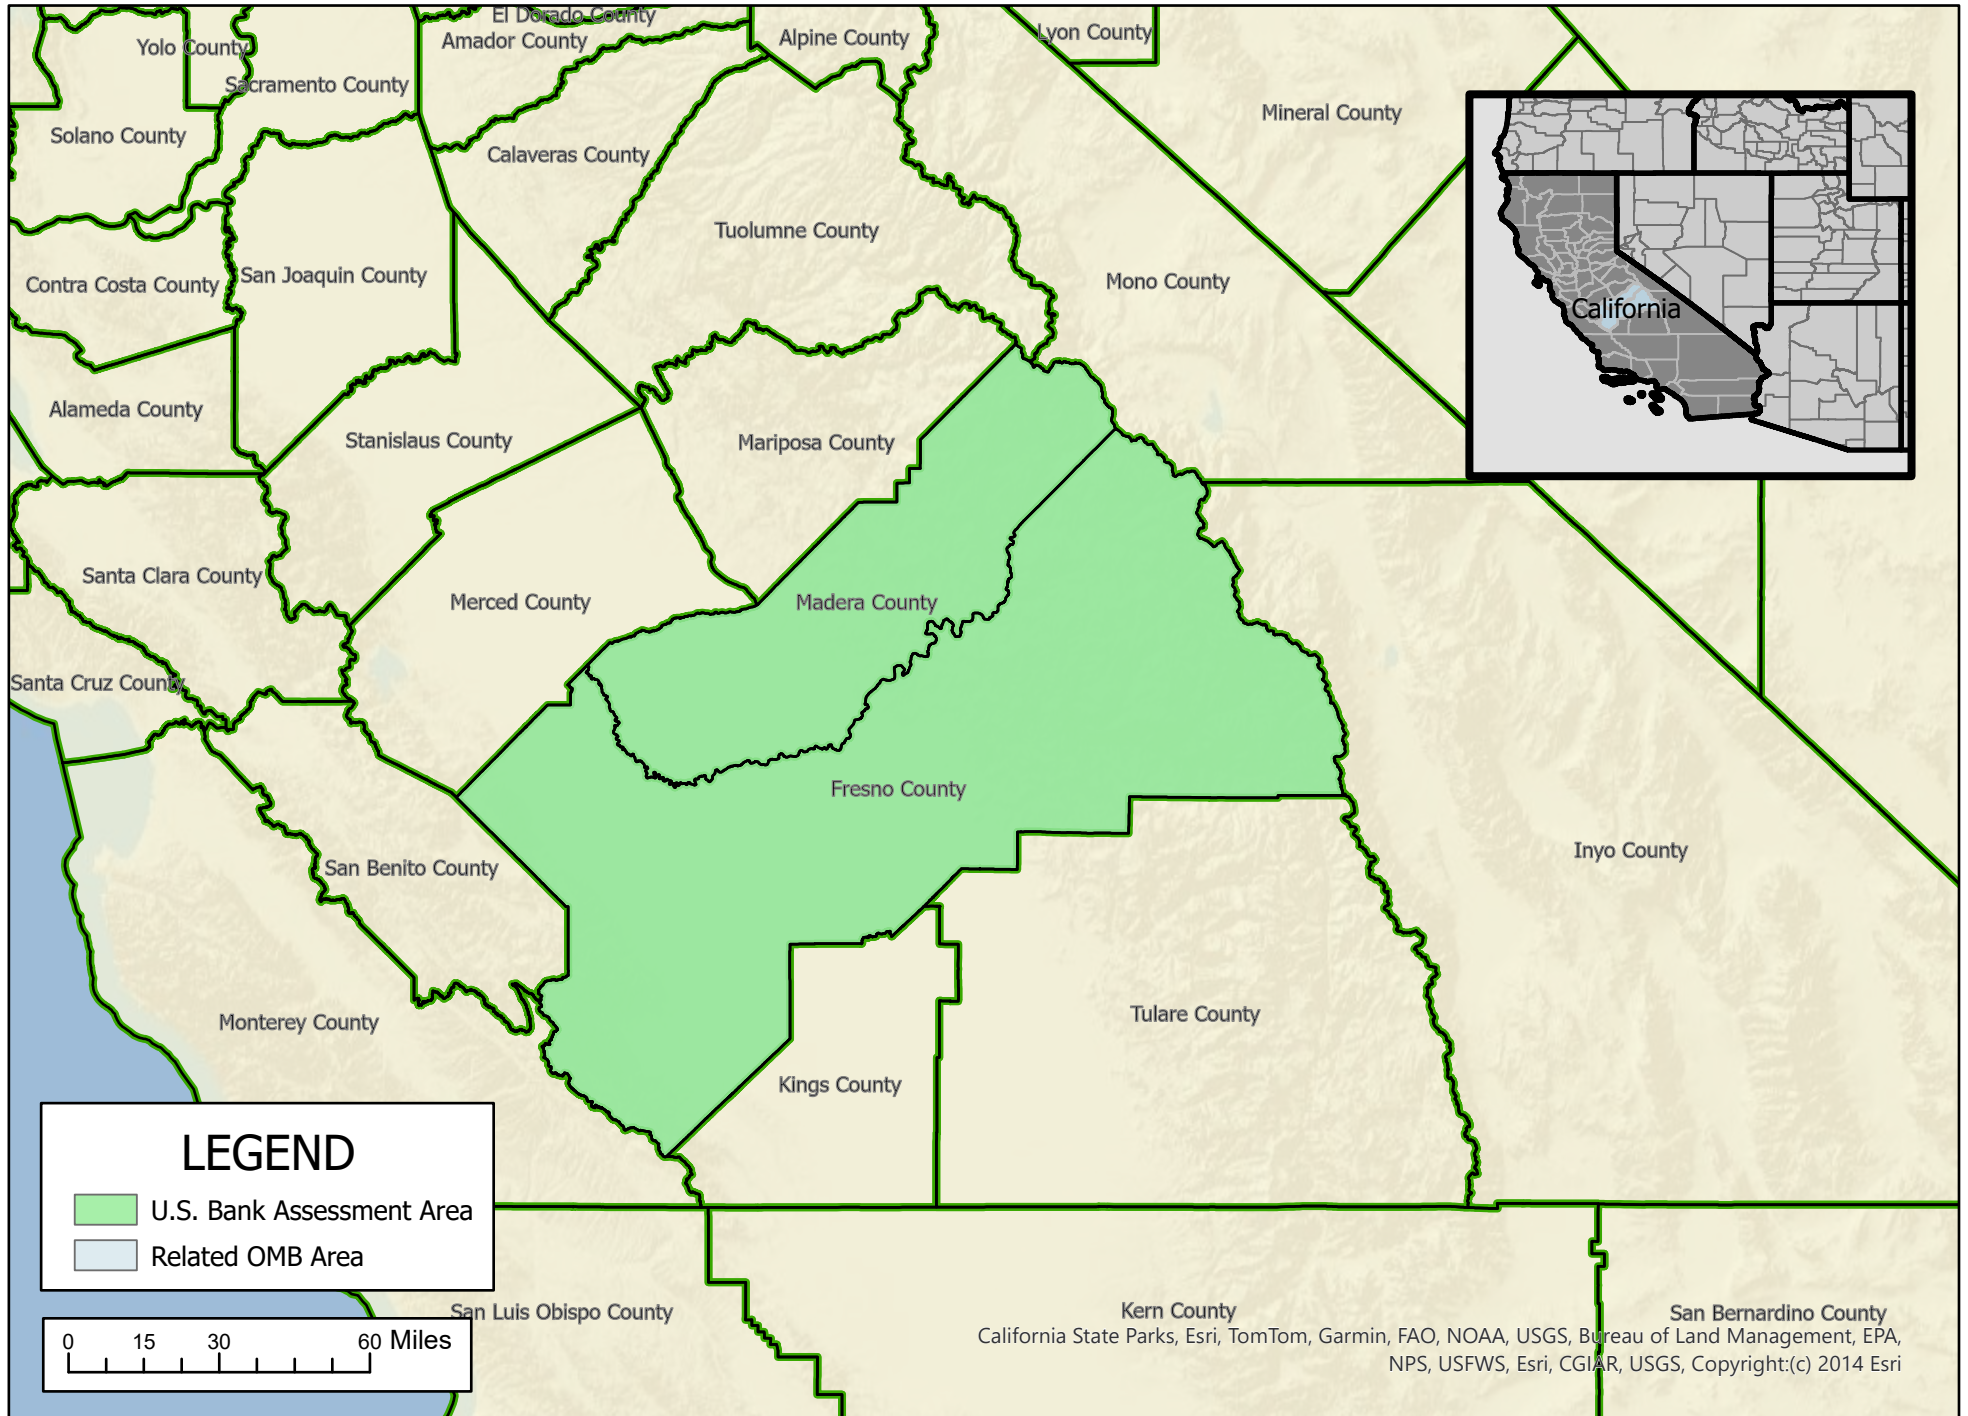 El Dorado County
Yolo County
Amador County
Alpine County
Lyon County
Sacramento County
Mineral County
Solano County
Calaveras County
Tuolumne County
Contra Costa County
San Joaquin County
Mono County
California
Alameda County
Stanislaus County
Mariposa County
Santa Clara County
Merced County
Madera County
Santa Cruz County
Fresno County
San Benito County
Inyo County
Monterey County
Tulare County
Kings County
LEGEND
U.S. Bank Assessment Area
Related OMB Area
San Luis Obispo County
Kern County
San Bernardino County
0 15 30 60 Miles
California State Parks, Esri, TomTom, Garmin, FAO, NOAA, USGS, Bureau of Land Management, EPA,
NPS, USFWS, Esri, CGIAR, USGS, Copyright:(c) 2014 Esri